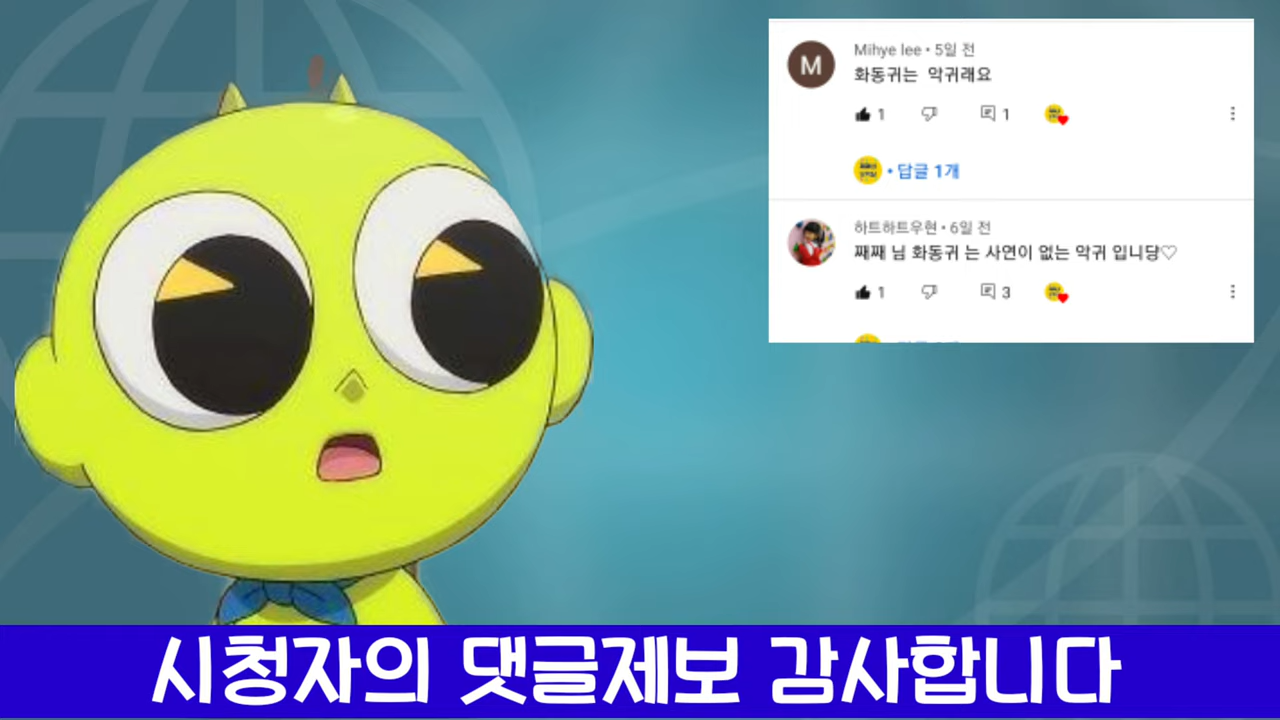 M
Mihye lee • 5일 전
화동귀는 악귀래요
1
1
• 답글 1개
하트하트우현 • 6일 전
째째 님 화동귀 는 사연이 없는 악귀 입니댱♡
1
3
시청자의 댓글제보 감사합니다